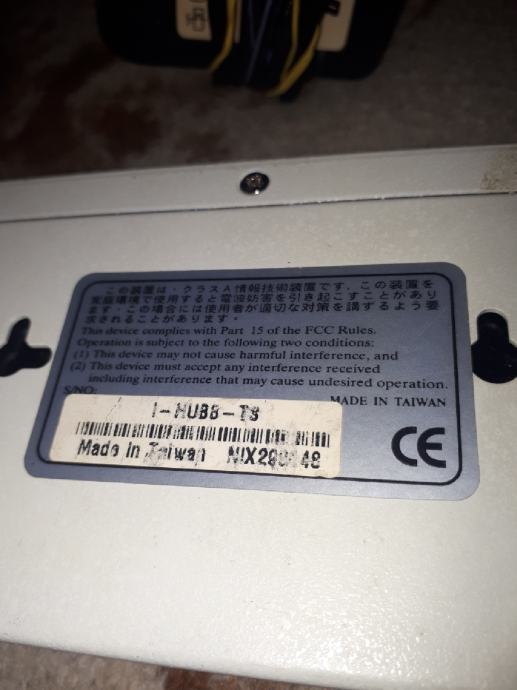 この装置は・クラスA情報技術装置です。この装置を
家庭環境で使用すると電波妨害を引き起こすことがあり
ます。この場合には使用者が適切な対策を講ずるよう要
求されることがあります。
This device complies with Part 15 of the FCC Rules.
Operation is subject to the following two conditions:
(1) This device may not cause harmful interference, and
(2) This device must accept any interference received
including interference that may cause undesired operation.
S/NO:
MADE IN TAIWAN
I-HUB8-TS
Made in Taiwan
CE